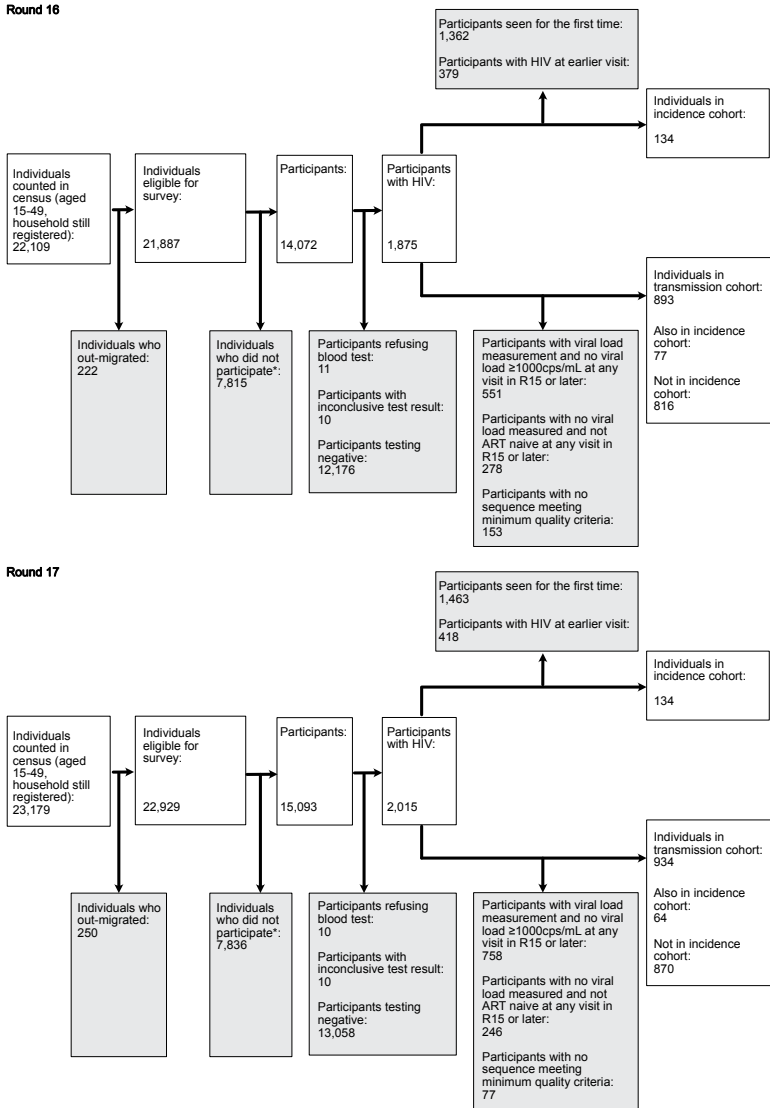 Round 16
Participants seen for the first time:
1,362
Participants with HIV at earlier visit:
379
Individuals in
incidence cohort:
134
Individuals
counted in
census (aged
15-49,
household still
registered):
22,109
Individuals
eligible for
survey:
21,887
Participants:
14,072
Participants
with HIV:
1,875
Individuals in
transmission cohort:
893
Also in incidence
cohort:
77
Not in incidence
cohort:
816
Individuals who
out-migrated:
222
Individuals
who did not
participate*:
7,815
Participants refusing
blood test:
11
Participants with
inconclusive test result:
10
Participants testing
negative:
12,176
Participants with viral load
measurement and no viral
load ≥1000cps/mL at any
visit in R15 or later:
551
Participants with no viral
load measured and not
ART naive at any visit in
R15 or later:
278
Participants with no
sequence meeting
minimum quality criteria:
153
Round 17
Participants seen for the first time:
1,463
Participants with HIV at earlier visit:
418
Individuals in
incidence cohort:
134
Individuals
counted in
census (aged
15-49,
household still
registered):
23,179
Individuals
eligible for
survey:
22,929
Participants:
15,093
Participants
with HIV:
2,015
Individuals in
transmission cohort:
934
Also in incidence
cohort:
64
Not in incidence
cohort:
870
Individuals who
out-migrated:
250
Individuals
who did not
participate*:
7,836
Participants refusing
blood test:
10
Participants with
inconclusive test result:
10
Participants testing
negative:
13,058
Participants with viral load
measurement and no viral
load ≥1000cps/mL at any
visit in R15 or later:
758
Participants with no viral
load measured and not
ART naive at any visit in
R15 or later:
246
Participants with no
sequence meeting
minimum quality criteria:
77